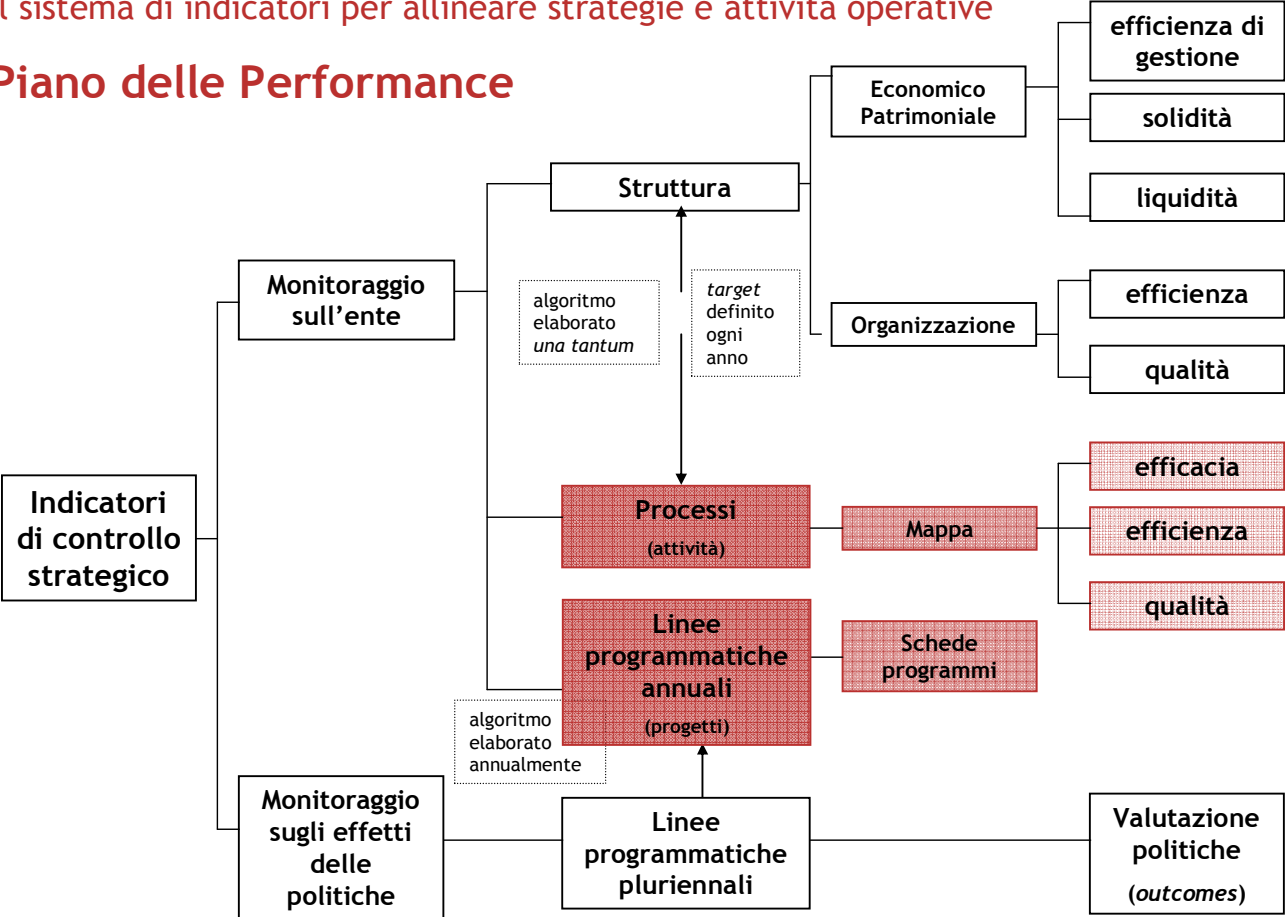 l sistema di indicatori per allineare strategie e attività operative
Piano delle Performance
efficienza di
gestione
Economico
Patrimoniale
solidità
Struttura
liquidità
Monitoraggio
sull’ente
algoritmo
elaborato
una tantum
target
definito
ogni
anno
Organizzazione
efficienza
qualità
Indicatori
di controllo
strategico
Processi
(attività)
Mappa
efficacia
efficienza
qualità
Linee
programmatiche
annuali
(progetti)
Schede
programmi
algoritmo
elaborato
annualmente
Monitoraggio
sugli effetti
delle
politiche
Linee
programmatiche
pluriennali
Valutazione
politiche
(outcomes)